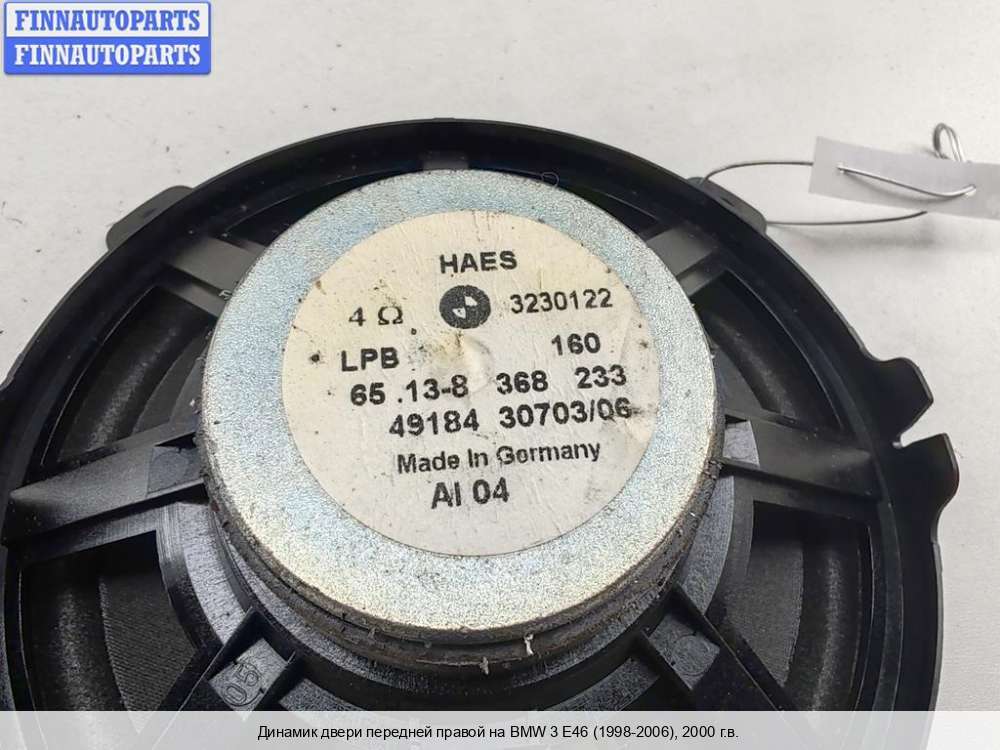 FINNAUTOPARTS
FINNAUTOPARTS
HAES
4 Ω 3230122
LPB 160
65 .13-8 368 233
49184 30703/06
Made In Germany
AI 04
Динамик двери передней правой на BMW 3 E46 (1998-2006), 2000 г.в.